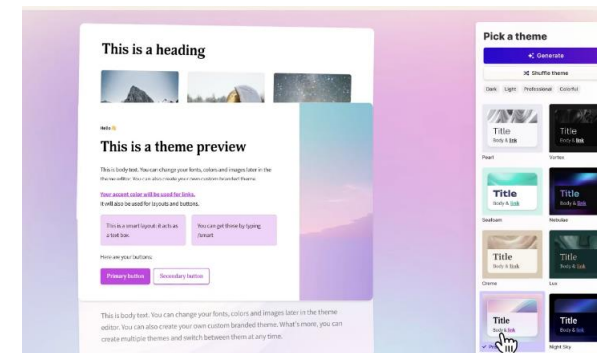 This is a heading
Hello 👋
This is a theme preview
This is body text. You can change your fonts, colors and images later in the
theme editor. You can also create your own custom branded theme.
Your accent color will be used for links.
It will also be used for layouts and buttons.
This is a smart layout: it acts as
a text box.
You can get these by typing
/smart
Here are your buttons:
Primary button
Secondary button
This is body text. You can change your fonts, colors and images later in the theme
editor. You can also create your own custom branded theme. What's more, you can
create multiple themes and switch between them at any time.
Pick a theme
Generate
Shuffle theme
Dark Light Professional Colorful
Title
Body & link
Pearl
Title
Body & link
Vortex
Title
Body & link
Seafoam
Title
Body & link
Nebulae
Title
Body & link
Creme
Title
Body & link
Lux
Title
Body & link
Title
Body & link
Night Sky